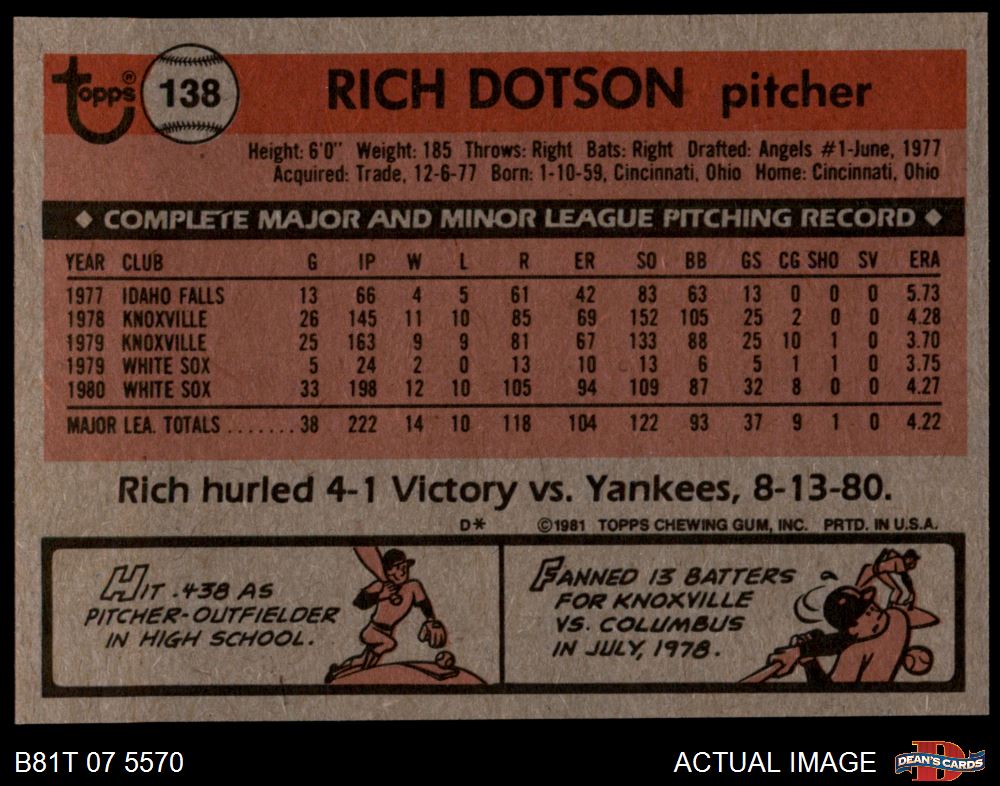 Topps® 138 RICH DOTSON pitcher
Height: 6'0" Weight: 185 Throws: Right Bats: Right Drafted: Angels #1-June, 1977
Acquired: Trade, 12-6-77 Born: 1-10-59, Cincinnati, Ohio Home: Cincinnati, Ohio
◆ COMPLETE MAJOR AND MINOR LEAGUE PITCHING RECORD ◆
YEAR CLUB G IP W L R ER SO BB GS CG SHO SV ERA
1977 IDAHO FALLS 13 66 4 5 61 42 83 63 13 0 0 0 5.73
1978 KNOXVILLE 26 145 11 10 85 69 152 105 25 2 0 0 4.28
1979 KNOXVILLE 25 163 9 9 81 67 133 88 25 10 1 0 3.70
1979 WHITE SOX 5 24 2 0 13 10 13 6 5 1 1 0 3.75
1980 WHITE SOX 33 198 12 10 105 94 109 87 32 8 0 0 4.27
MAJOR LEA. TOTALS.......38 222 14 10 118 104 122 93 37 9 1 0 4.22
Rich hurled 4-1 Victory vs. Yankees, 8-13-80.
D* ©1981 TOPPS CHEWING GUM, INC. PRTD. IN U.S.A.
HIT .438 AS
PITCHER-OUTFIELDER
IN HIGH SCHOOL.
FANNED 13 BATTERS
FOR KNOXVILLE
VS. COLUMBUS
IN JULY, 1978.
B81T 07 5570 ACTUAL IMAGE DEAN'S CARDS